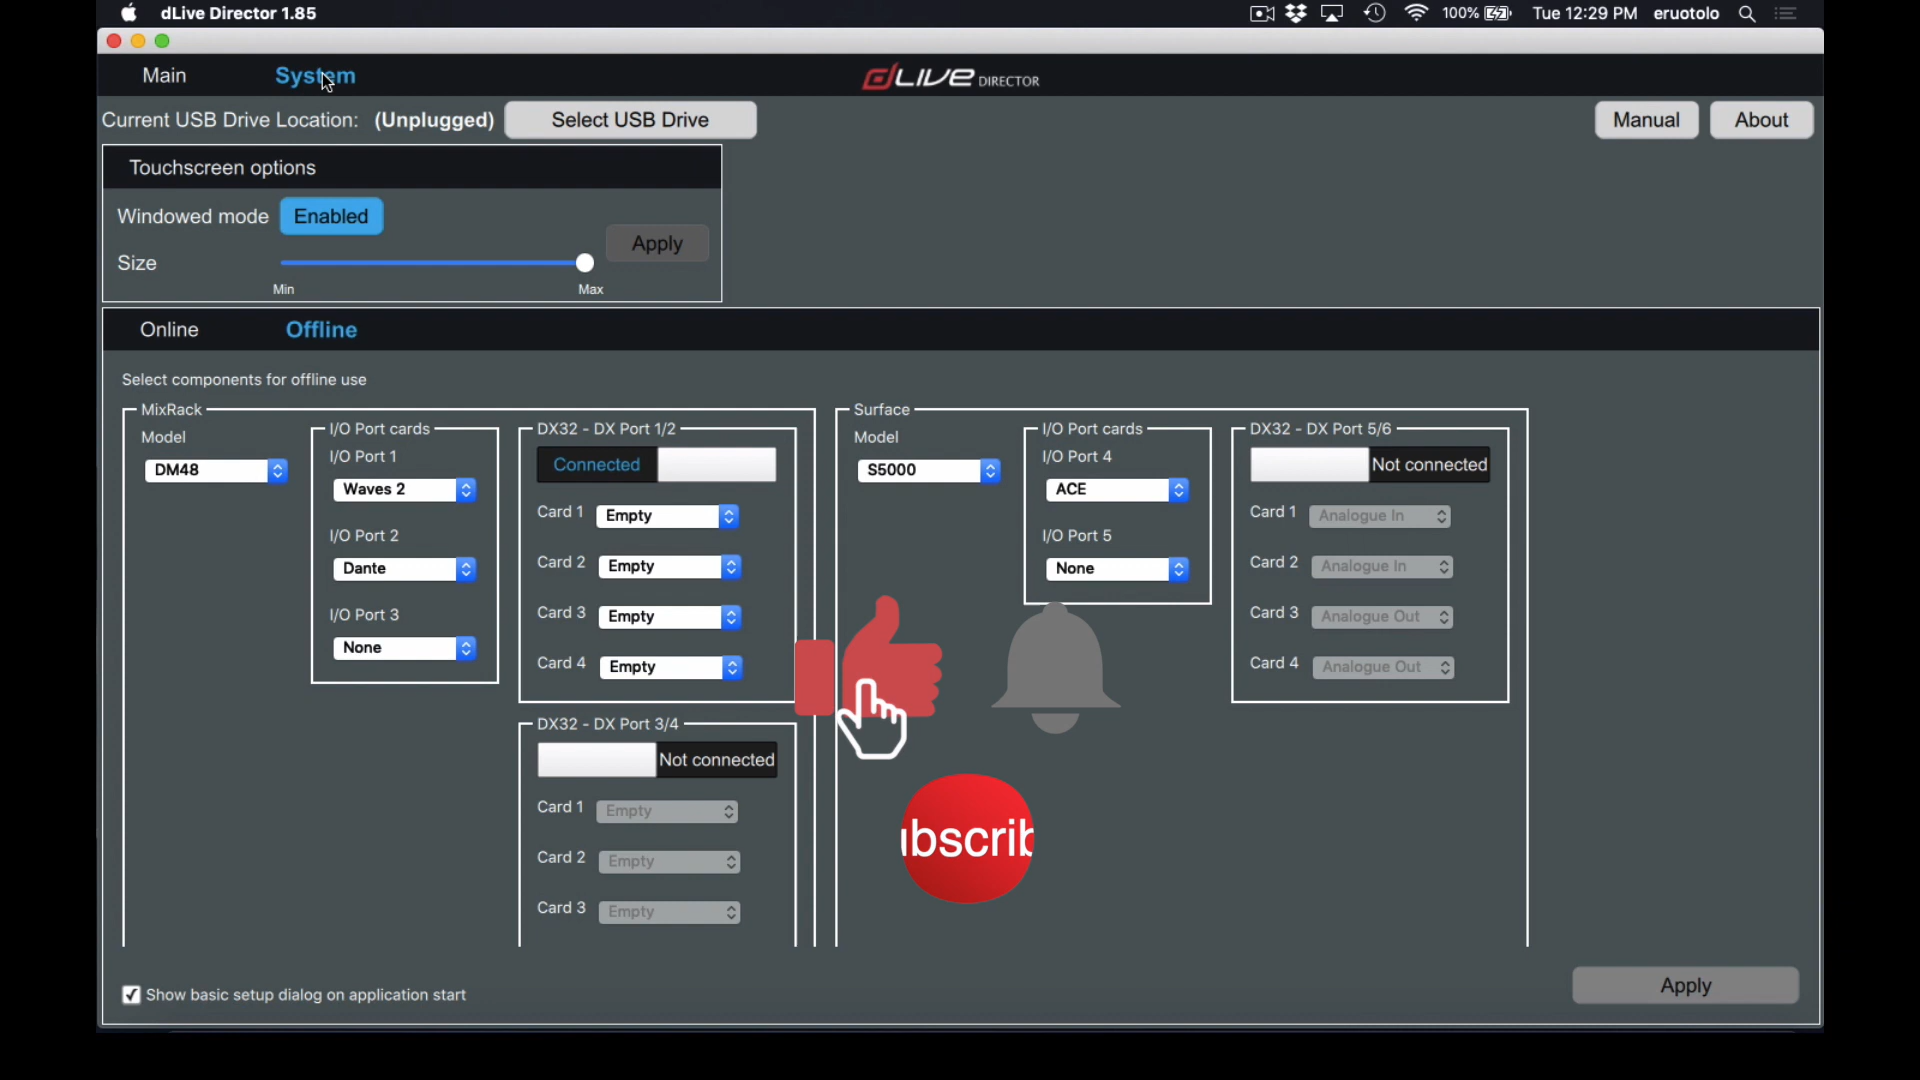 dLive Director 1.85
100%
Tue 12:29 PM
eruotolo
Main
System
dLIVE DIRECTOR
Current USB Drive Location: (Unplugged)
Select USB Drive
Manual
About
Touchscreen options
Windowed mode
Enabled
Apply
Size
Min
Max
Online
Offline
Select components for offline use
MixRack
Model
DM48
I/O Port cards
I/O Port 1
Waves 2
I/O Port 2
Dante
I/O Port 3
None
DX32 - DX Port 1/2
Connected
Card 1 Empty
Card 2 Empty
Card 3 Empty
Card 4 Empty
DX32 - DX Port 3/4
Not connected
Card 1 Empty
Card 2 Empty
Card 3 Empty
Surface
Model
S5000
I/O Port cards
I/O Port 4
ACE
I/O Port 5
None
DX32 - DX Port 5/6
Not connected
Card 1 Analogue In
Card 2 Analogue In
Card 3 Analogue Out
Card 4 Analogue Out
ubscrib
Show basic setup dialog on application start
Apply